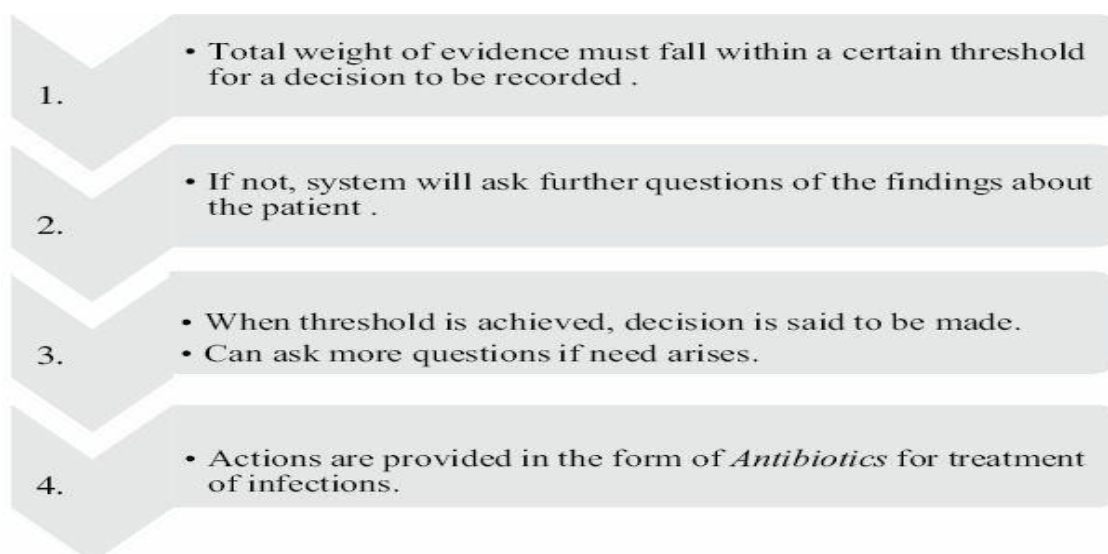 1.
• Total weight of evidence must fall within a certain threshold
for a decision to be recorded .
2.
• If not, system will ask further questions of the findings about
the patient .
3.
• When threshold is achieved, decision is said to be made.
• Can ask more questions if need arises.
4.
• Actions are provided in the form of Antibiotics for treatment
of infections.